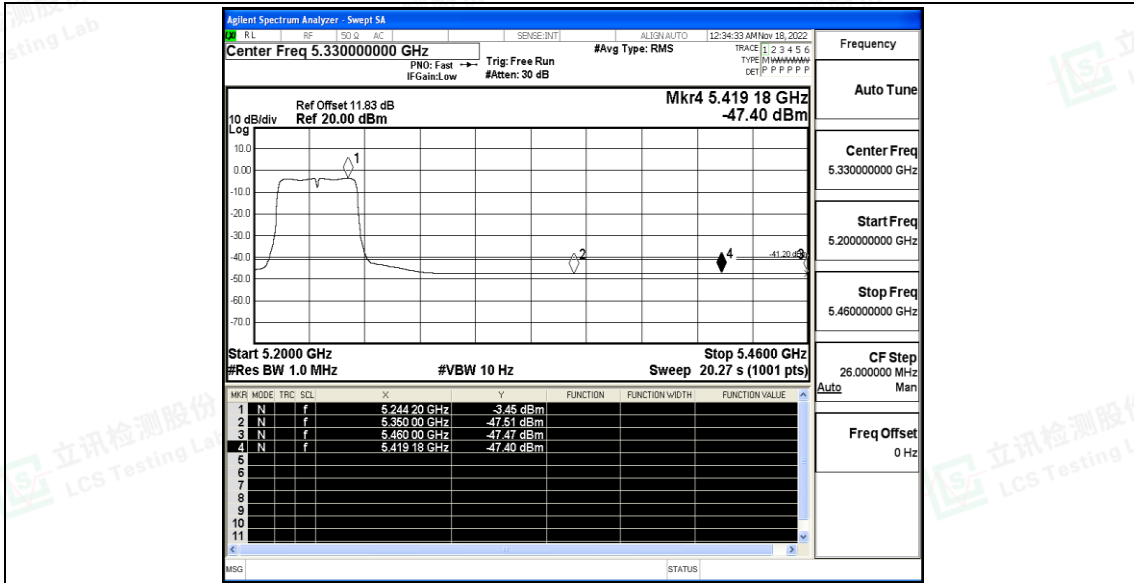 Agilent Spectrum Analyzer - Swept SA
LXI RL RF 50 Ω AC SENSE:INT ALIGNAUTO 12:34:33 AM Nov 18, 2022
Center Freq 5.330000000 GHz #Avg Type: RMS TRACE 1 2 3 4 5 6
PNO: Fast Trig: Free Run TYPE M WWWWW
IFGain:Low #Atten: 30 dB DET P P P P P P
Frequency
Auto Tune
Mkr4 5.419 18 GHz
-47.40 dBm
Ref Offset 11.83 dB
10 dB/div Ref 20.00 dBm
Log
10.0
0.00
-10.0
-20.0
-30.0
-40.0
-50.0
-60.0
-70.0
1
2
4
3
-41.20 dBm
Start 5.2000 GHz Stop 5.4600 GHz
#Res BW 1.0 MHz #VBW 10 Hz Sweep 20.27 s (1001 pts)
Center Freq
5.330000000 GHz
Start Freq
5.200000000 GHz
Stop Freq
5.460000000 GHz
CF Step
26.000000 MHz
Auto Man
Freq Offset
0 Hz
MKR MODE TRC SCL X Y FUNCTION FUNCTION WIDTH FUNCTION VALUE
1 N f 5.244 20 GHz -3.45 dBm
2 N f 5.350 00 GHz -47.51 dBm
3 N f 5.460 00 GHz -47.47 dBm
4 N f 5.419 18 GHz -47.40 dBm
5
6
7
8
9
10
11
MSG STATUS
立讯检测股份
LCS Testing Lab